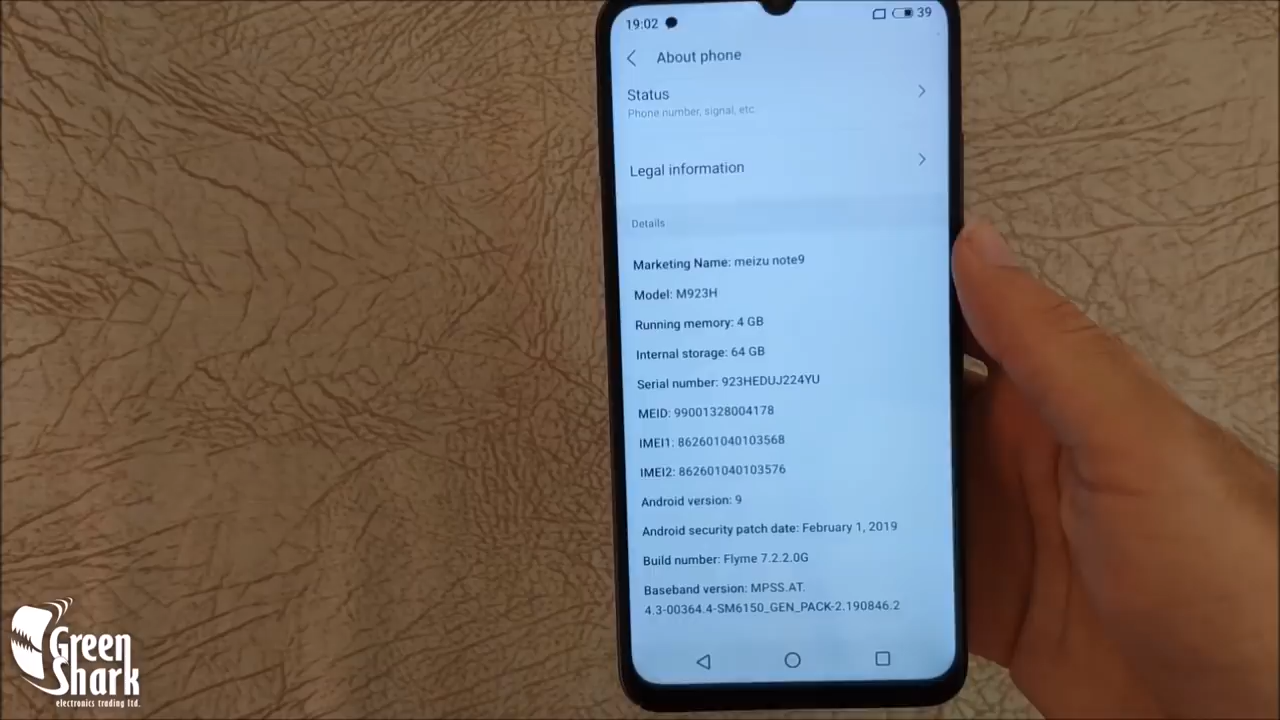 19:02
39
About phone
Status
Phone number, signal, etc
Legal information
Details
Marketing Name: meizu note9
Model: M923H
Running memory: 4 GB
Internal storage: 64 GB
Serial number: 923HEDUJ224YU
MEID: 99001328004178
IMEI1: 862601040103568
IMEI2: 862601040103576
Android version: 9
Android security patch date: February 1, 2019
Build number: Flyme 7.2.2.0G
Baseband version: MPSS.AT.
4.3-00364.4-SM6150_GEN_PACK-2.190846.2
Green
Shark
electronics trading ltd.